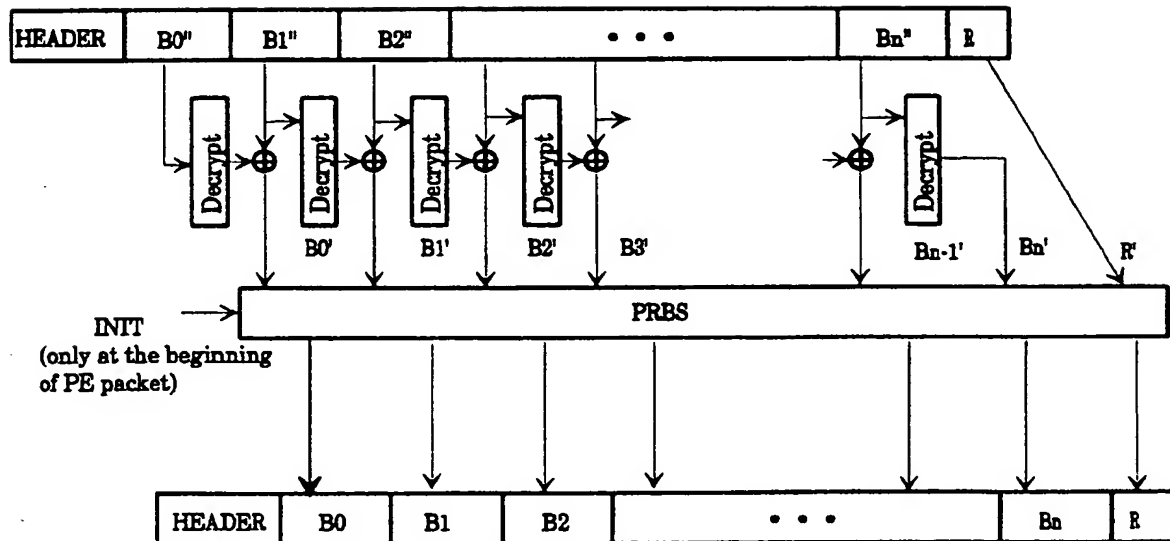 HEADER B0" B1" B2" • • • Bn" R
Decrypt Decrypt Decrypt Decrypt Decrypt
B0' B1' B2' B3' Bn-1' Bn' R'
PRBS
INIT
(only at the beginning
of PE packet)
HEADER B0 B1 B2 • • • Bn R